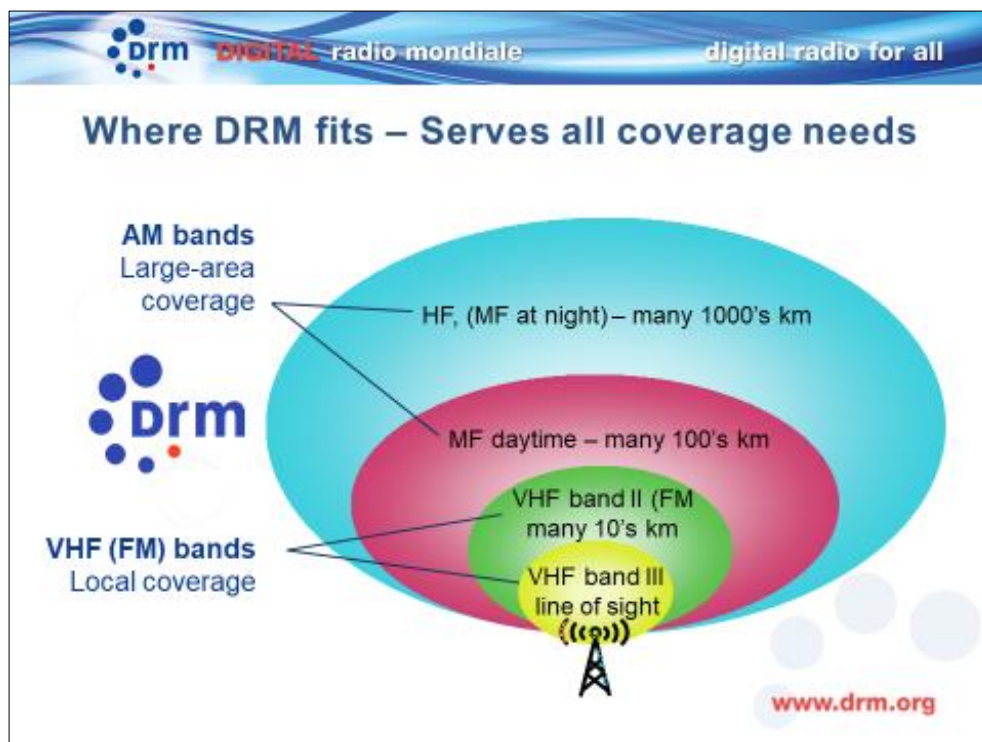 Drm DIGITAL radio mondiale
digital radio for all
Where DRM fits – Serves all coverage needs
AM bands
Large-area
coverage
HF, (MF at night) – many 1000's km
Drm
MF daytime – many 100's km
VHF band II (FM
many 10's km
VHF (FM) bands
Local coverage
VHF band III
line of sight
www.drm.org